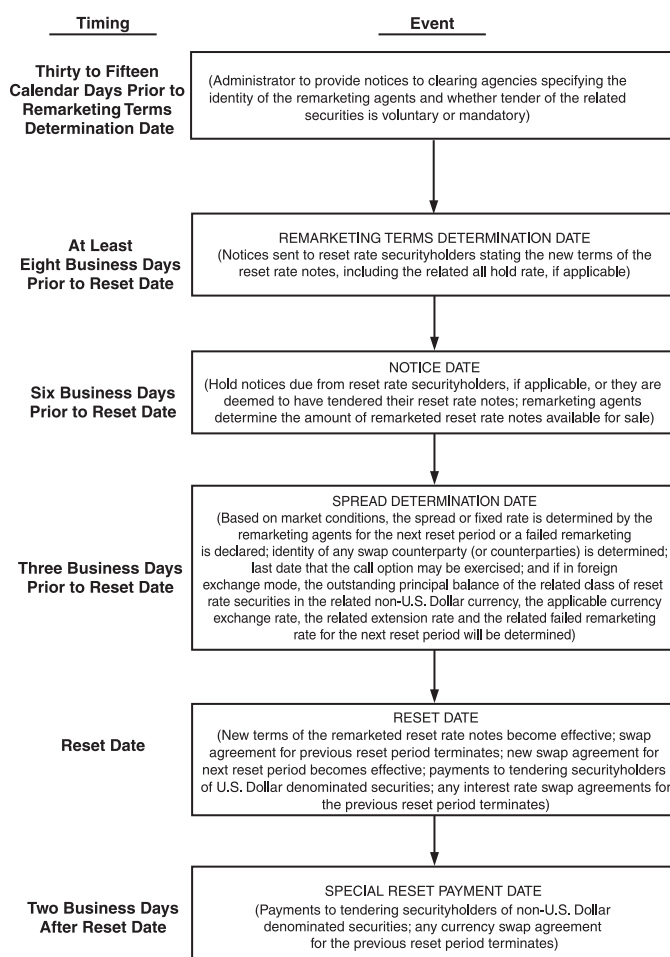 Timing
Event
Thirty to Fifteen
Calendar Days Prior to
Remarketing Terms
Determination Date
(Administrator to provide notices to clearing agencies specifying the
identity of the remarketing agents and whether tender of the related
securities is voluntary or mandatory)
At Least
Eight Business Days
Prior to Reset Date
REMARKETING TERMS DETERMINATION DATE
(Notices sent to reset rate securityholders stating the new terms of the
reset rate notes, including the related all hold rate, if applicable)
Six Business Days
Prior to Reset Date
NOTICE DATE
(Hold notices due from reset rate securityholders, if applicable, or they are
deemed to have tendered their reset rate notes; remarketing agents
determine the amount of remarketed reset rate notes available for sale)
Three Business Days
Prior to Reset Date
SPREAD DETERMINATION DATE
(Based on market conditions, the spread or fixed rate is determined by the
remarketing agents for the next reset period or a failed remarketing
is declared; identity of any swap counterparty (or counterparties) is determined;
last date that the call option may be exercised; and if in foreign
exchange mode, the outstanding principal balance of the related class of reset
rate securities in the related non-U.S. Dollar currency, the applicable currency
exchange rate, the related extension rate and the related failed remarketing
rate for the next reset period will be determined)
Reset Date
RESET DATE
(New terms of the remarketed reset rate notes become effective; swap
agreement for previous reset period terminates; new swap agreement for
next reset period becomes effective; payments to tendering securityholders
of U.S. Dollar denominated securities; any interest rate swap agreements for
the previous reset period terminates)
Two Business Days
After Reset Date
SPECIAL RESET PAYMENT DATE
(Payments to tendering securityholders of non-U.S. Dollar
denominated securities; any currency swap agreement
for the previous reset period terminates)